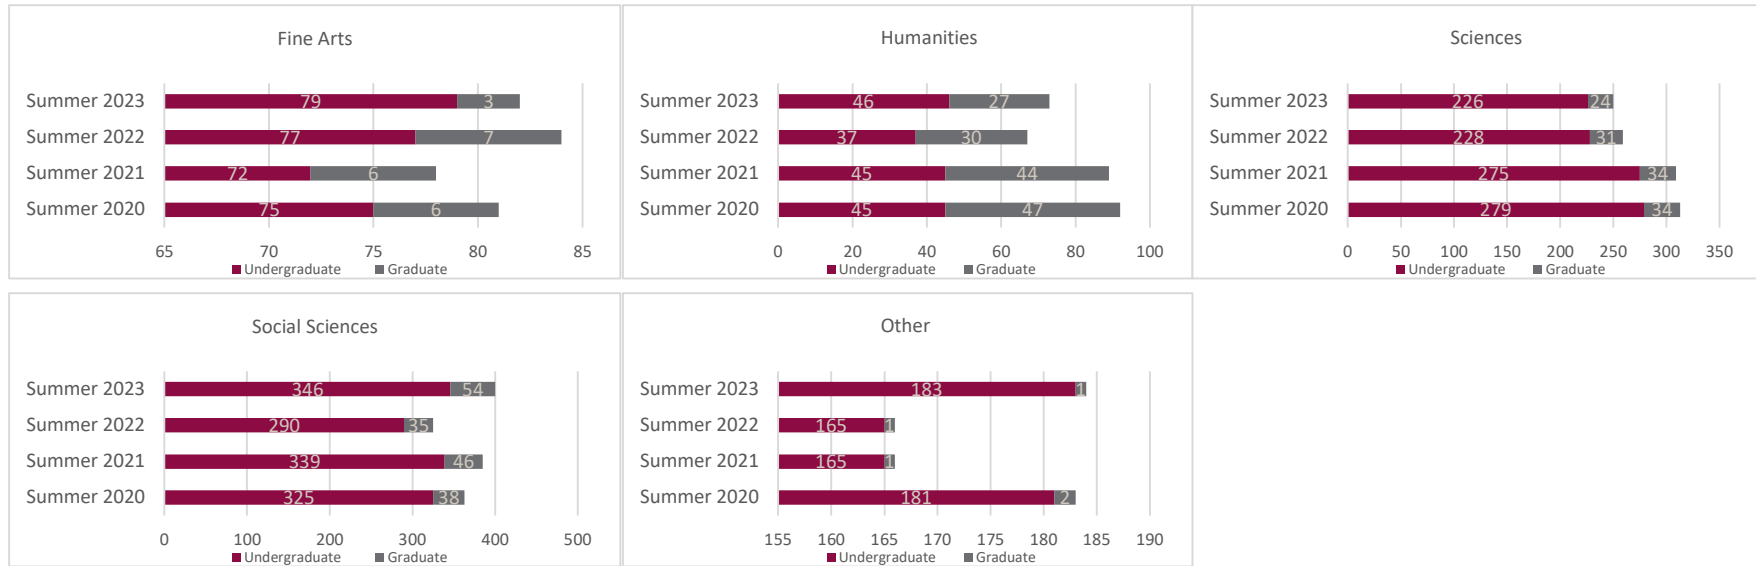 Fine Arts
Summer 2023 79 3
Summer 2022 77 7
Summer 2021 72 6
Summer 2020 75 6
65 70 75 80 85
Undergraduate Graduate
Humanities
Summer 2023 46 27
Summer 2022 37 30
Summer 2021 45 44
Summer 2020 45 47
0 20 40 60 80 100
Undergraduate Graduate
Sciences
Summer 2023 226 24
Summer 2022 228 31
Summer 2021 275 34
Summer 2020 279 34
0 50 100 150 200 250 300 350
Undergraduate Graduate
Social Sciences
Summer 2023 346 54
Summer 2022 290 35
Summer 2021 339 46
Summer 2020 325 38
0 100 200 300 400 500
Undergraduate Graduate
Other
Summer 2023 183 1
Summer 2022 165 1
Summer 2021 165 1
Summer 2020 181 2
155 160 165 170 175 180 185 190
Undergraduate Graduate